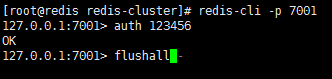 [root@redis redis-cluster]# redis-cli -p 7001
127.0.0.1:7001> auth 123456
OK
127.0.0.1:7001> flushall-